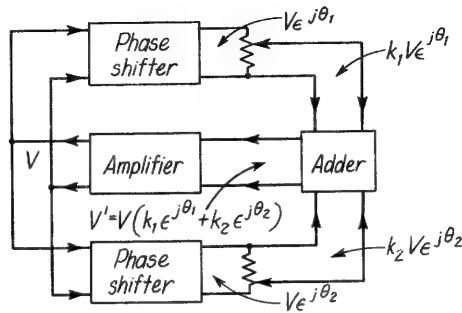 Vϵ^jθ₁
Phase
shifter
k₁Vϵ^jθ₁
V
Amplifier
Adder
V'=V(k₁ϵ^jθ₁+k₂ϵ^jθ₂)
Phase
shifter
k₂Vϵ^jθ₂
Vϵ^jθ₂